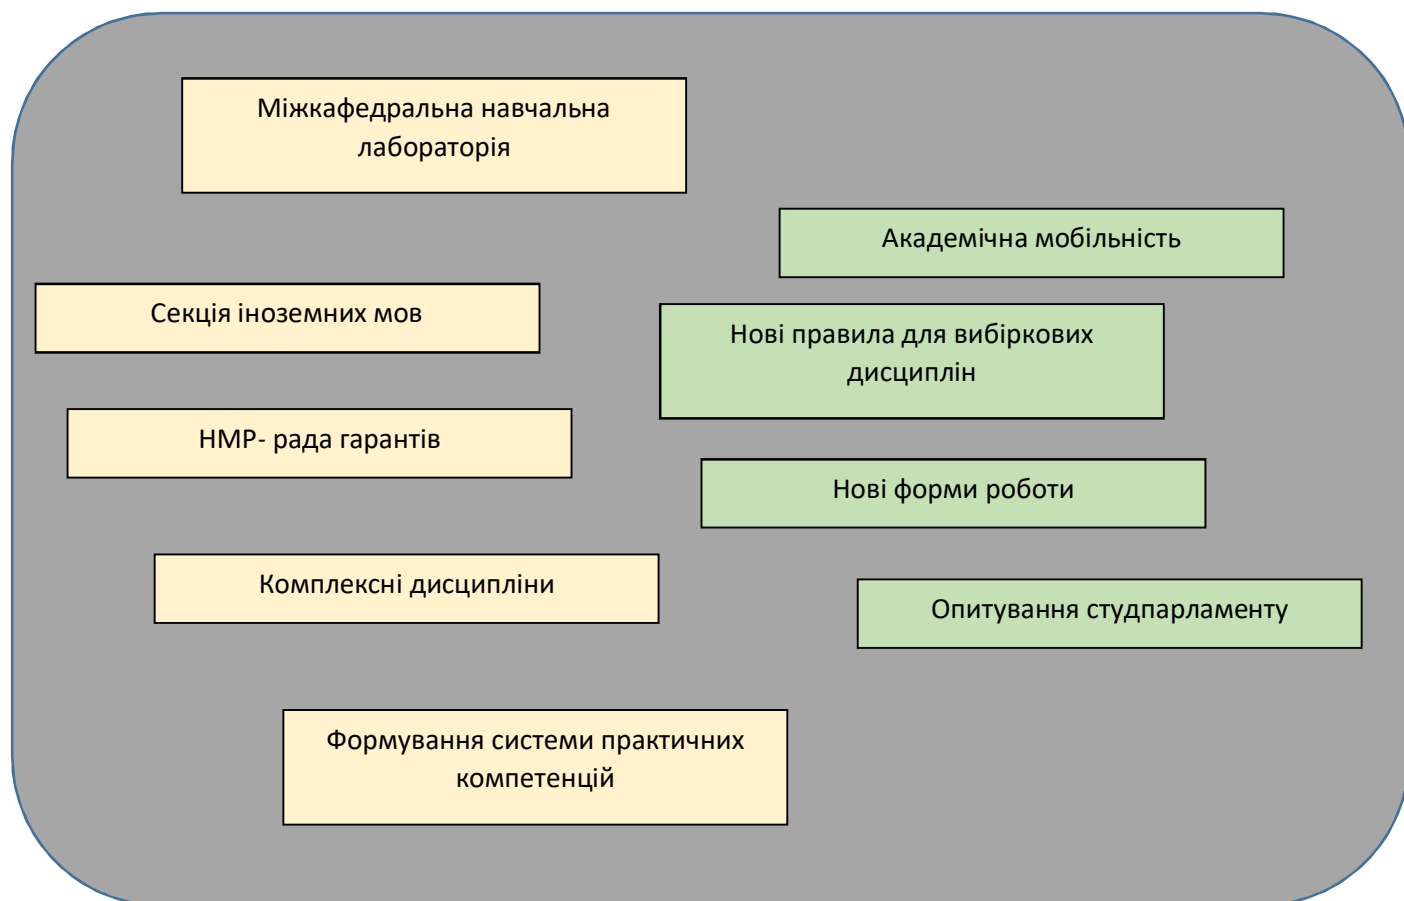 Міжкафедральна навчальна
лабораторія
Академічна мобільність
Секція іноземних мов
Нові правила для вибіркових
дисциплін
НМР- рада гарантів
Нові форми роботи
Комплексні дисципліни
Опитування студпарламенту
Формування системи практичних
компетенцій